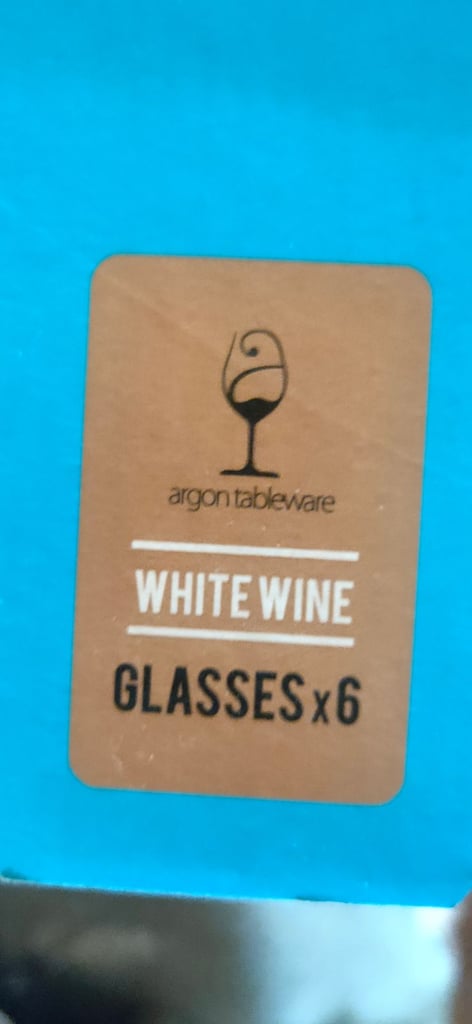 argon tableware
WHITE WINE
GLASSES x6